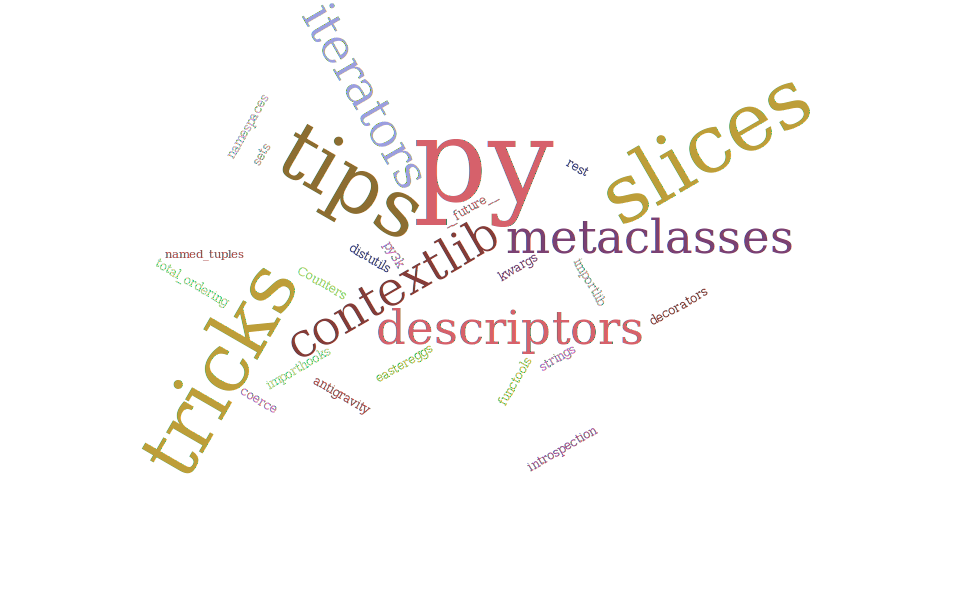 iterators
namespaces
sets
tips
py
rest
slices
__future__
metaclasses
named_tuples
total_ordering
Counters
distutils
py3k
contextlib
kwargs
importlib
decorators
tricks
descriptors
importhooks
eastereggs
strings
functools
coerce
antigravity
introspection